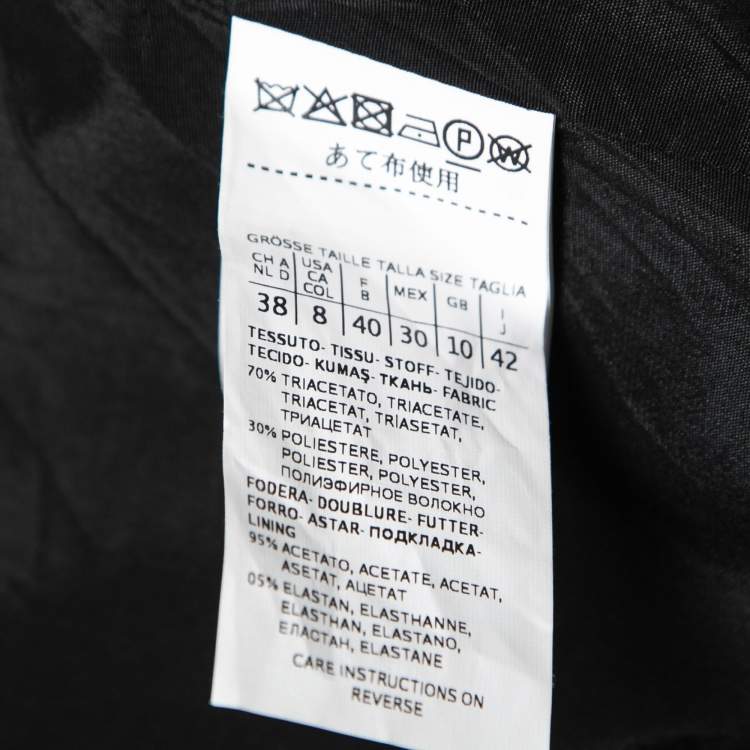 P W
あて布使用
GRÖSSE TAILLE TALLA SIZE TAGLIA
CH A NL D USA CA COL F B MEX GB I J
38 8 40 30 10 42
TESSUTO- TISSU- STOFF- TEJIDO-
TECIDO- KUMAŞ- ТКАНЬ- FABRIC
70% TRIACETATO, TRIACETATE,
TRIACETAT, TRİASETAT,
ТРИАЦЕТАТ
30% POLIESTERE, POLYESTER,
POLIESTER, POLYESTER,
ПОЛИЭФИРНОЕ ВОЛОКНО
FODERA- DOUBLURE- FUTTER-
FORRO- ASTAR- ПОДКЛАДКА-
LINING
95% ACETATO, ACETATE, ACETAT,
ASETAT, АЦЕТАТ
05% ELASTAN, ELASTHANNE,
ELASTHAN, ELASTANO,
ЕЛАСТАН, ELASTANE
CARE INSTRUCTIONS ON
REVERSE